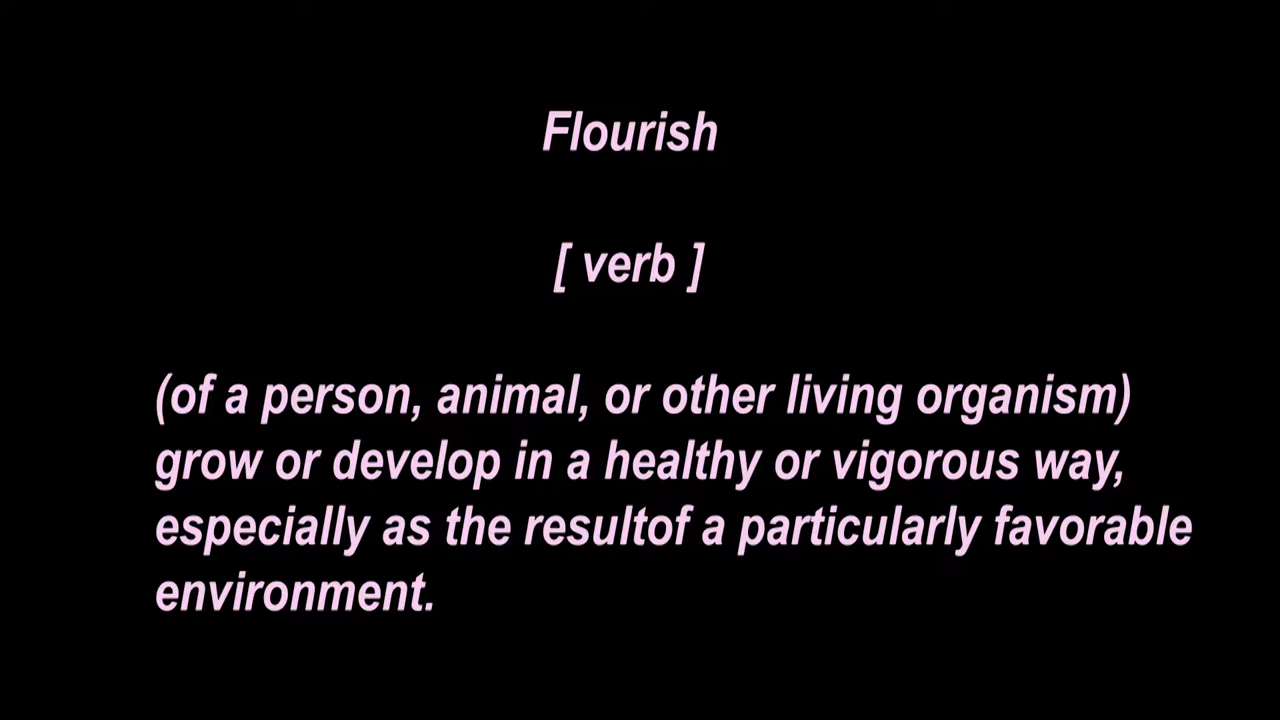 Flourish
[ verb ]
(of a person, animal, or other living organism)
grow or develop in a healthy or vigorous way,
especially as the resultof a particularly favorable
environment.